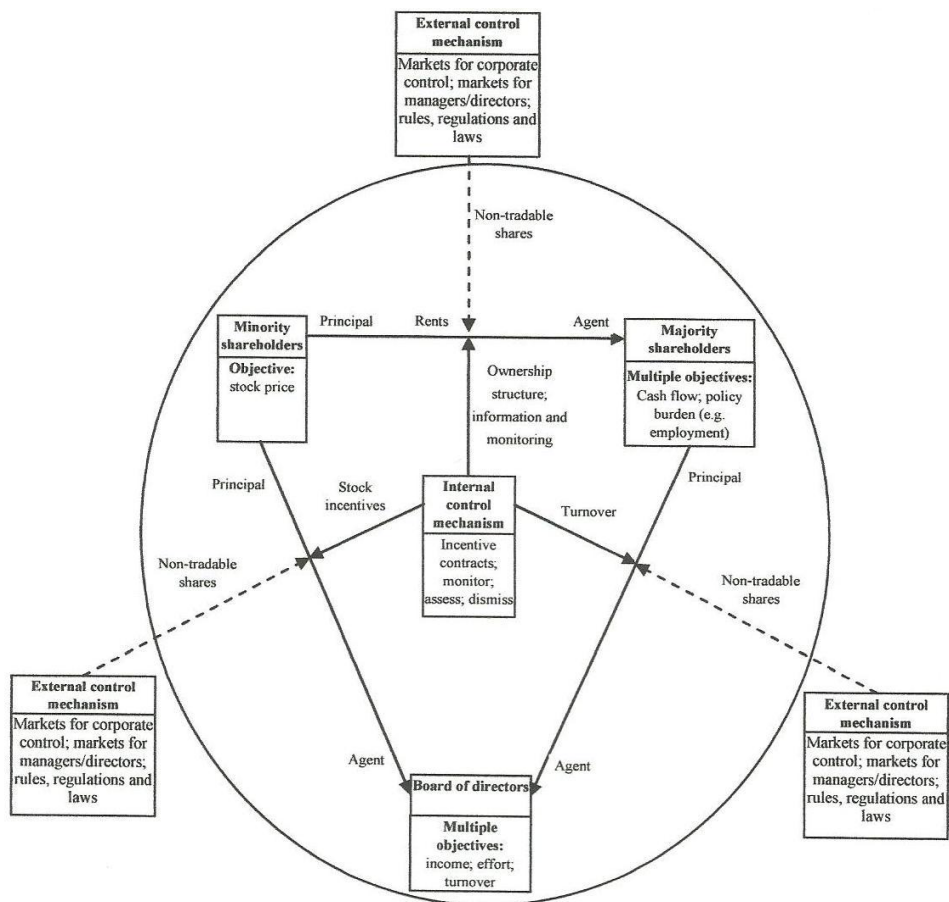 External control
mechanism
Markets for corporate
control; markets for
managers/directors;
rules, regulations and
laws
Non-tradable
shares
Minority
shareholders
Objective:
stock price
Principal
Rents
Agent
Majority
shareholders
Multiple objectives:
Cash flow; policy
burden (e.g.
employment)
Ownership
structure;
information and
monitoring
Principal
Stock
incentives
Internal
control
mechanism
Incentive
contracts;
monitor;
assess; dismiss
Turnover
Principal
Non-tradable
shares
Non-tradable
shares
External control
mechanism
Markets for corporate
control; markets for
managers/directors;
rules, regulations and
laws
External control
mechanism
Markets for corporate
control; markets for
managers/directors;
rules, regulations and
laws
Agent
Agent
Board of directors
Multiple
objectives:
income; effort;
turnover